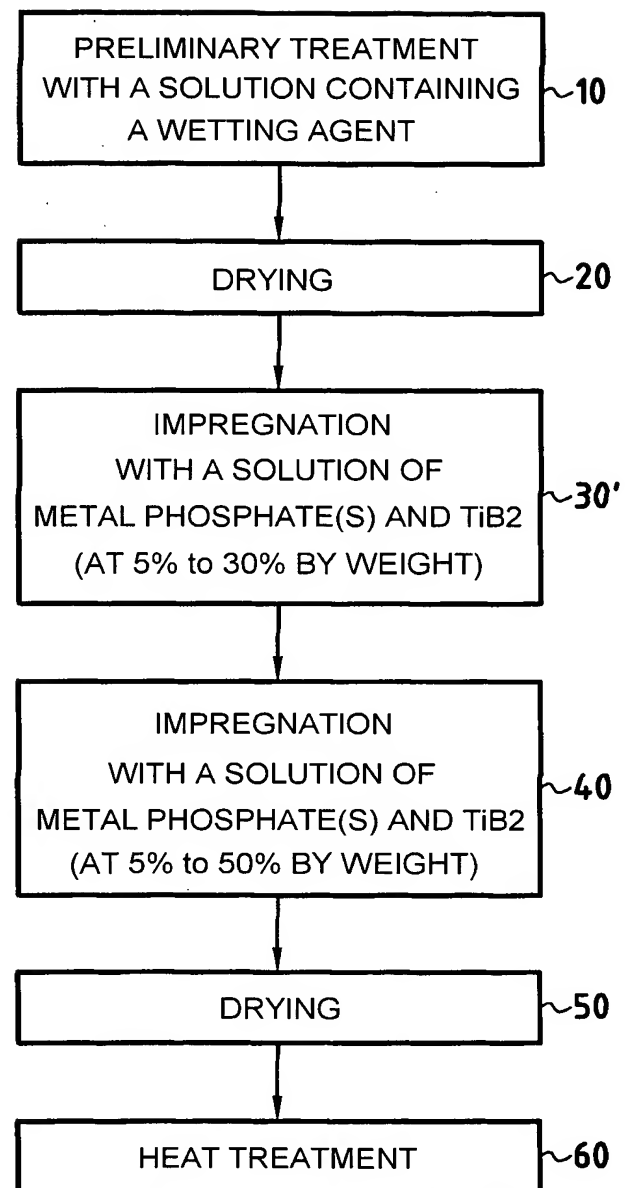 PRELIMINARY TREATMENT
WITH A SOLUTION CONTAINING
A WETTING AGENT
10
DRYING
20
IMPREGNATION
WITH A SOLUTION OF
METAL PHOSPHATE(S) AND TiB2
(AT 5% to 30% BY WEIGHT)
30'
IMPREGNATION
WITH A SOLUTION OF
METAL PHOSPHATE(S) AND TiB2
(AT 5% to 50% BY WEIGHT)
40
DRYING
50
HEAT TREATMENT
60